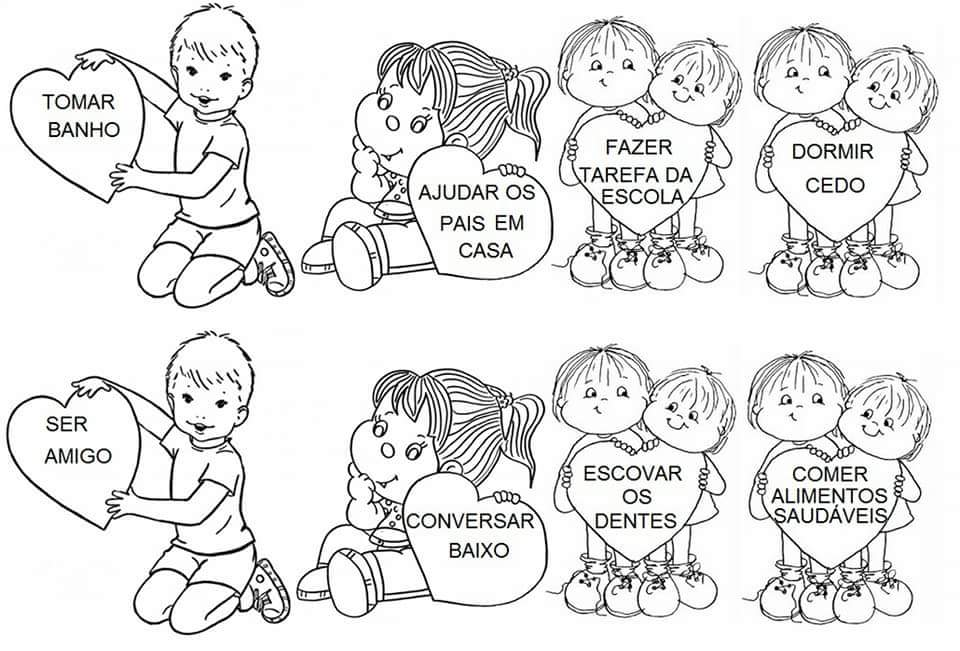 TOMAR
BANHO
AJUDAR OS
PAIS EM
CASA
FAZER
TAREFA DA
ESCOLA
DORMIR
CEDO
SER
AMIGO
CONVERSAR
BAIXO
ESCOVAR
OS
DENTES
COMER
ALIMENTOS
SAUDÁVEIS